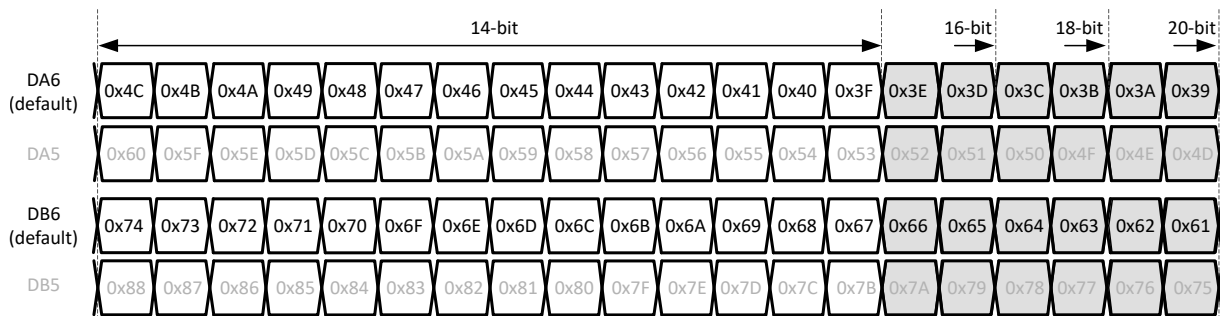 14-bit 16-bit 18-bit 20-bit
DA6 (default) 0x4C 0x4B 0x4A 0x49 0x48 0x47 0x46 0x45 0x44 0x43 0x42 0x41 0x40 0x3F 0x3E 0x3D 0x3C 0x3B 0x3A 0x39
DA5 0x60 0x5F 0x5E 0x5D 0x5C 0x5B 0x5A 0x59 0x58 0x57 0x56 0x55 0x54 0x53 0x52 0x51 0x50 0x4F 0x4E 0x4D
DB6 (default) 0x74 0x73 0x72 0x71 0x70 0x6F 0x6E 0x6D 0x6C 0x6B 0x6A 0x69 0x68 0x67 0x66 0x65 0x64 0x63 0x62 0x61
DB5 0x88 0x87 0x86 0x85 0x84 0x83 0x82 0x81 0x80 0x7F 0x7E 0x7D 0x7C 0x7B 0x7A 0x79 0x78 0x77 0x76 0x75